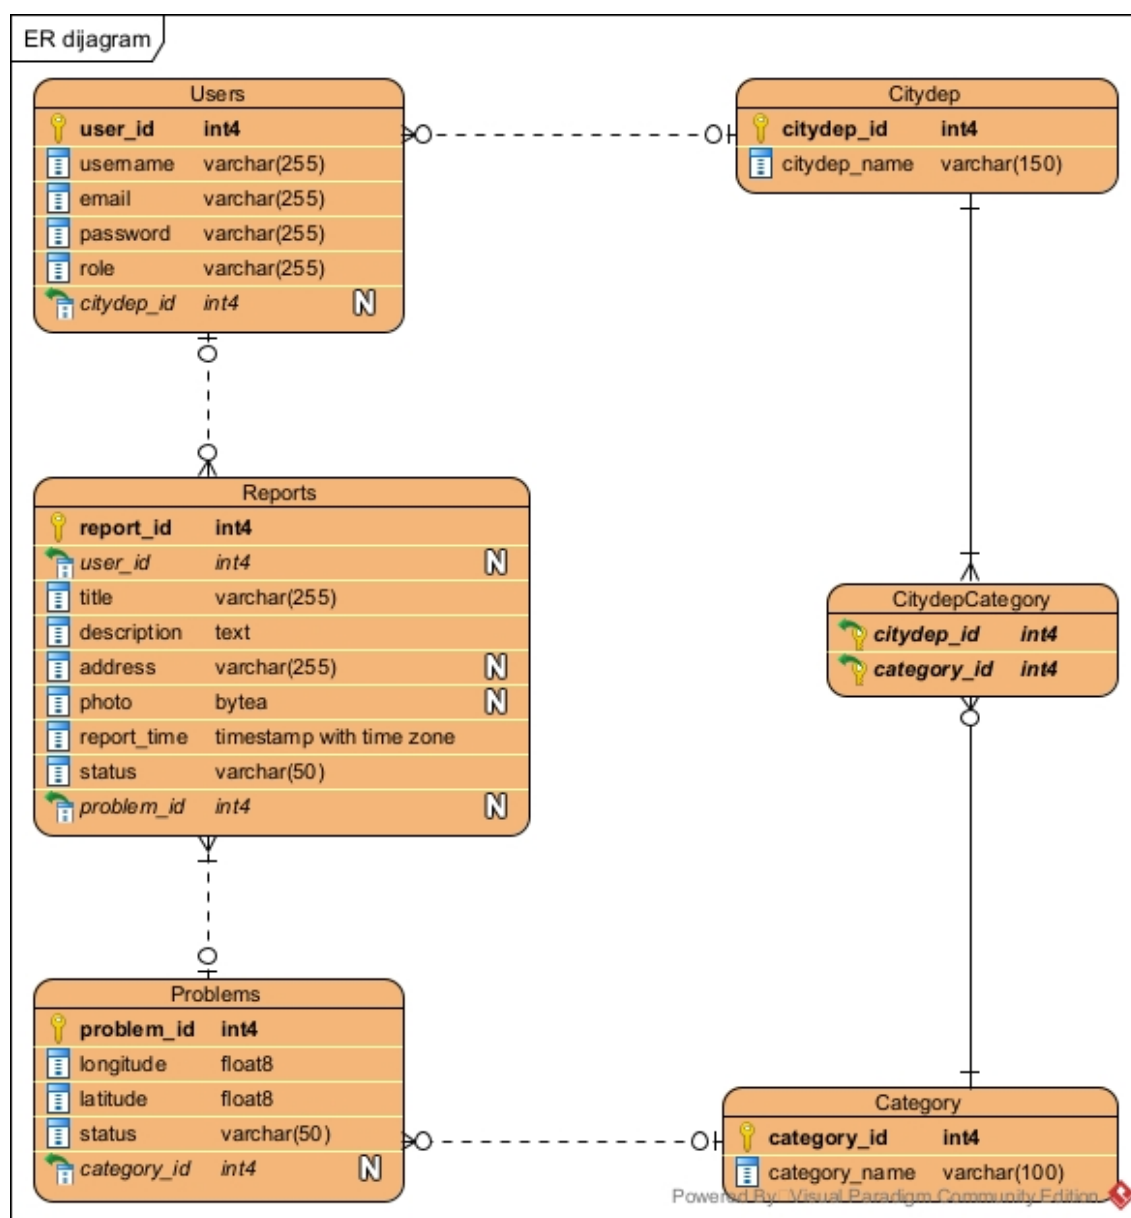 ER dijagram
Users
user_id int4
username varchar(255)
email varchar(255)
password varchar(255)
role varchar(255)
citydep_id int4 N
Citydep
citydep_id int4
citydep_name varchar(150)
Reports
report_id int4
user_id int4 N
title varchar(255)
description text
address varchar(255) N
photo bytea N
report_time timestamp with time zone
status varchar(50)
problem_id int4 N
CitydepCategory
citydep_id int4
category_id int4
Problems
problem_id int4
longitude float8
latitude float8
status varchar(50)
category_id int4 N
Category
category_id int4
category_name varchar(100)
Powered By Visual Paradigm Community Edition